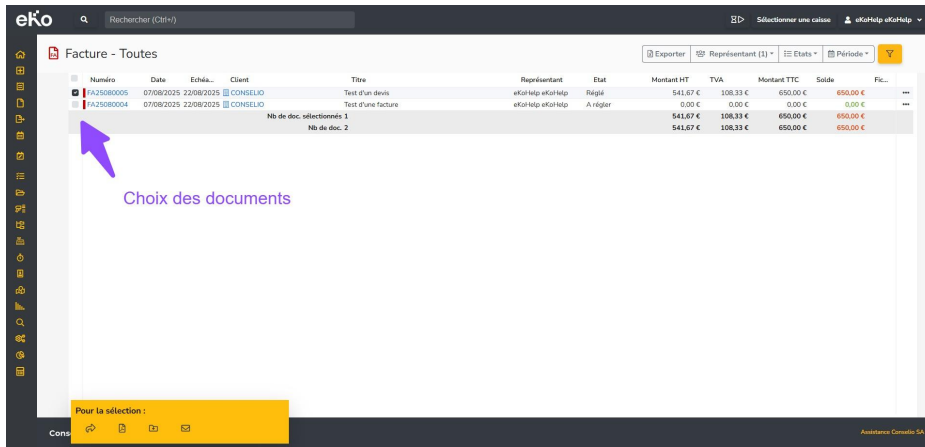 eKo
Rechercher (Ctrl+/)
Sélectionner une caisse
eKoHelp eKoHelp
FA
Facture - Toutes
Exporter
Représentant (1)
Etats
Période
Numéro Date Echéa... Client Titre Représentant Etat Montant HT TVA Montant TTC Solde Fic...
FA25080005 07/08/2025 22/08/2025 CONSELIO Test d'un devis eKoHelp eKoHelp Réglé 541,67 € 108,33 € 650,00 € 650,00 € •••
FA25080004 07/08/2025 22/08/2025 CONSELIO Test d'une facture eKoHelp eKoHelp A régler 0,00 € 0,00 € 0,00 € 0,00 € •••
Nb de doc. sélectionnés 1 541,67 € 108,33 € 650,00 € 650,00 €
Nb de doc. 2 541,67 € 108,33 € 650,00 € 650,00 €
Choix des documents
Pour la sélection :
Cons
Assistance Conselio SA